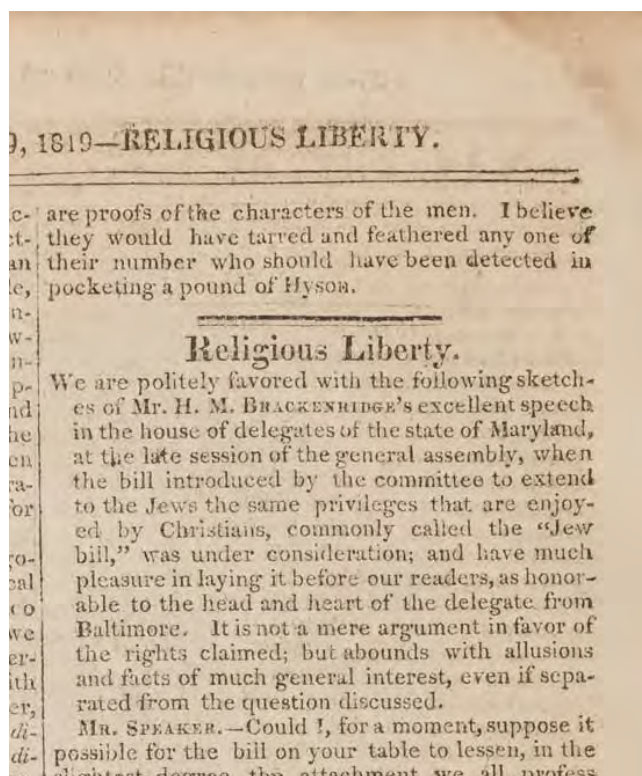 9, 1819—RELIGIOUS LIBERTY.
are proofs of the characters of the men. I believe
they would have tarred and feathered any one of
their number who should have been detected in
pocketing a pound of Hyson.
Religious Liberty.
We are politely favored with the following sketch-
es of Mr. H. M. BRACKENRIDGE's excellent speech
in the house of delegates of the state of Maryland,
at the late session of the general assembly, when
the bill introduced by the committee to extend
to the Jews the same privileges that are enjoy-
ed by Christians, commonly called the "Jew
bill," was under consideration; and have much
pleasure in laying it before our readers, as honor-
able to the head and heart of the delegate from
Baltimore. It is not a mere argument in favor of
the rights claimed; but abounds with allusions
and facts of much general interest, even if sepa-
rated from the question discussed.
MR. SPEAKER.—Could I, for a moment, suppose it
possible for the bill on your table to lessen, in the
slightest degree, the attachment we all profess